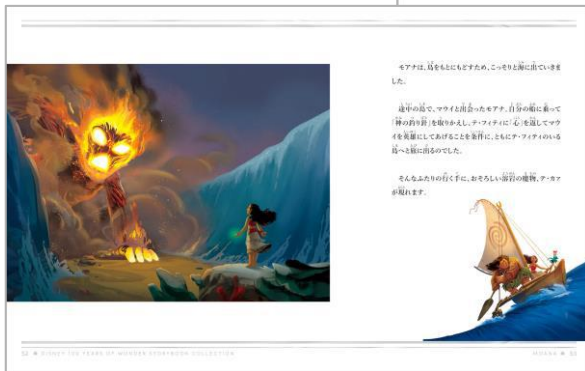 モアナは、島をもとにもどすため、こっそりと海に出ていきま
した。
途中の島で、マウイと出会ったモアナ。自分の船に乗って
「神の釣り針」を取りかえし、テ・フィティに「心」を返してマウ
イを英雄にしてあげることを条件に、ともにテ・フィティのいる
島へと旅に出るのでした。
そんなふたりの行く手に、おそろしい溶岩の魔物、テ・カァ
が現れます。
52 DISNEY 100 YEARS OF WONDER STORYBOOK COLLECTION
MOANA 53